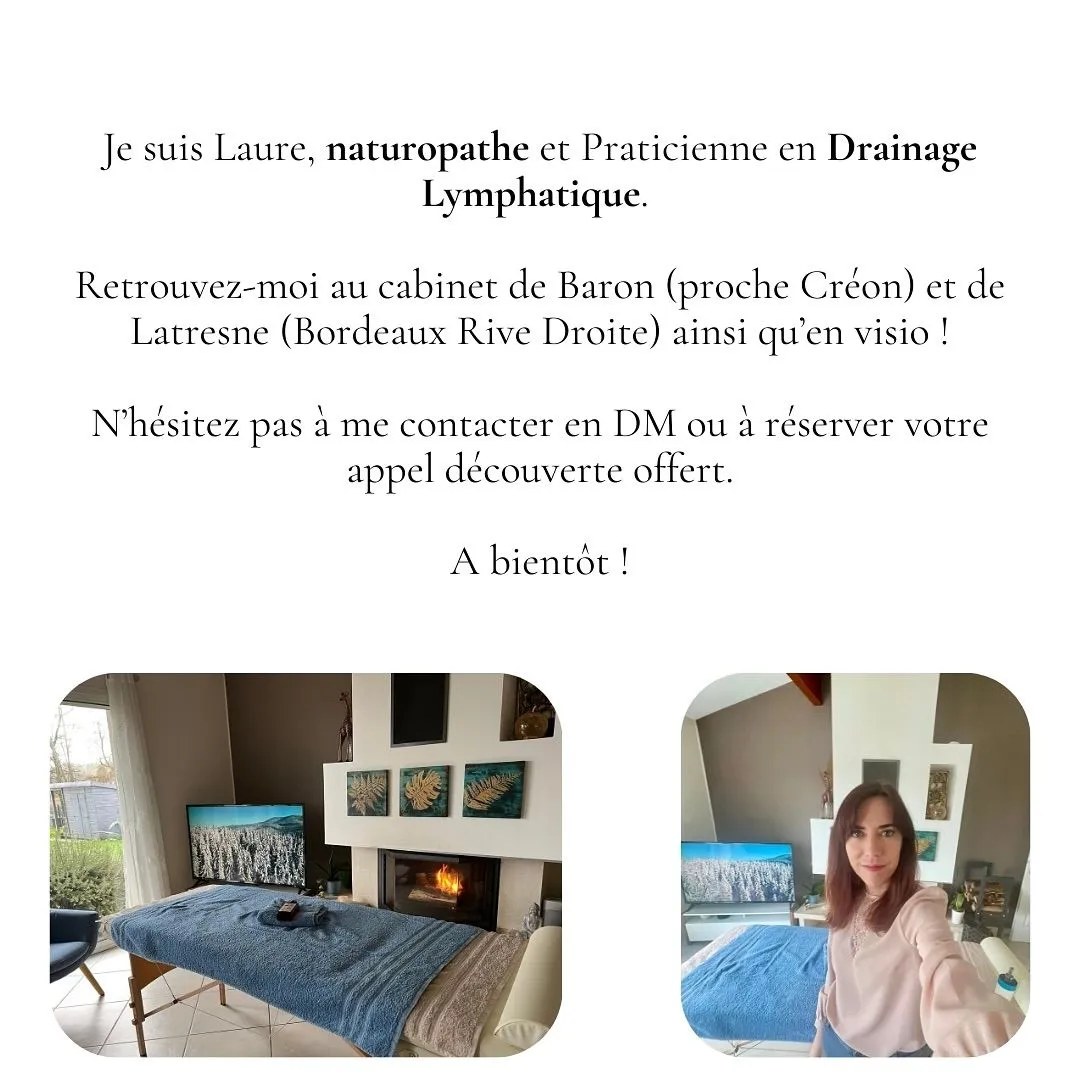 Je suis Laure, naturopathe et Praticienne en Drainage
Lymphatique.
Retrouvez-moi au cabinet de Baron (proche Créon) et de
Latresne (Bordeaux Rive Droite) ainsi qu’en visio !
N’hésitez pas à me contacter en DM ou à réserver votre
appel découverte offert.
A bientôt !